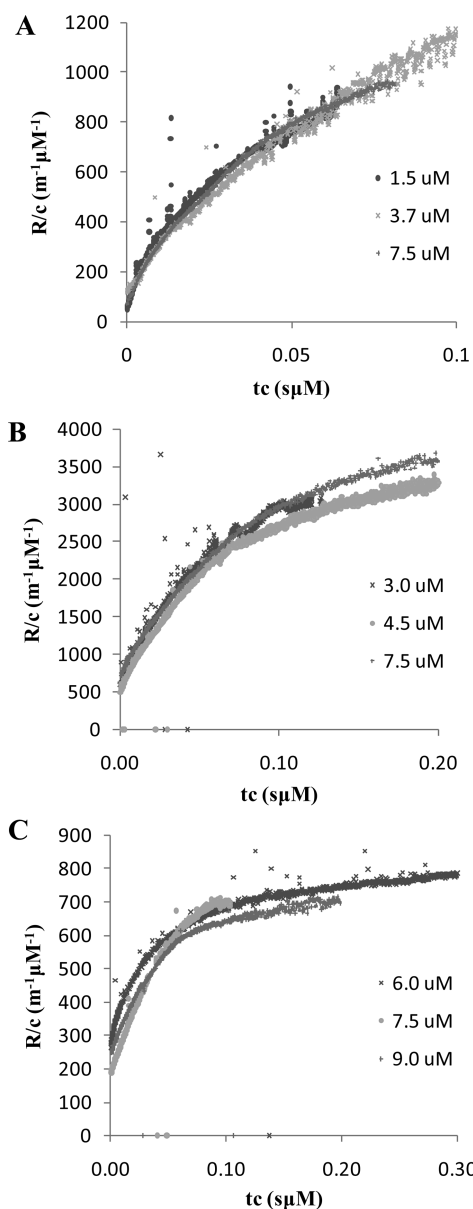 A
1200
1000
800
600
400
200
0
R/c (m⁻¹µM⁻¹)
1.5 uM
3.7 uM
7.5 uM
0 0.05 0.1
tc (sµM)
B
4000
3500
3000
2500
2000
1500
1000
500
0
R/c (m⁻¹µM⁻¹)
3.0 uM
4.5 uM
7.5 uM
0.00 0.10 0.20
tc (sµM)
C
900
800
700
600
500
400
300
200
100
0
R/c (m⁻¹µM⁻¹)
6.0 uM
7.5 uM
9.0 uM
0.00 0.10 0.20 0.30
tc (sµM)